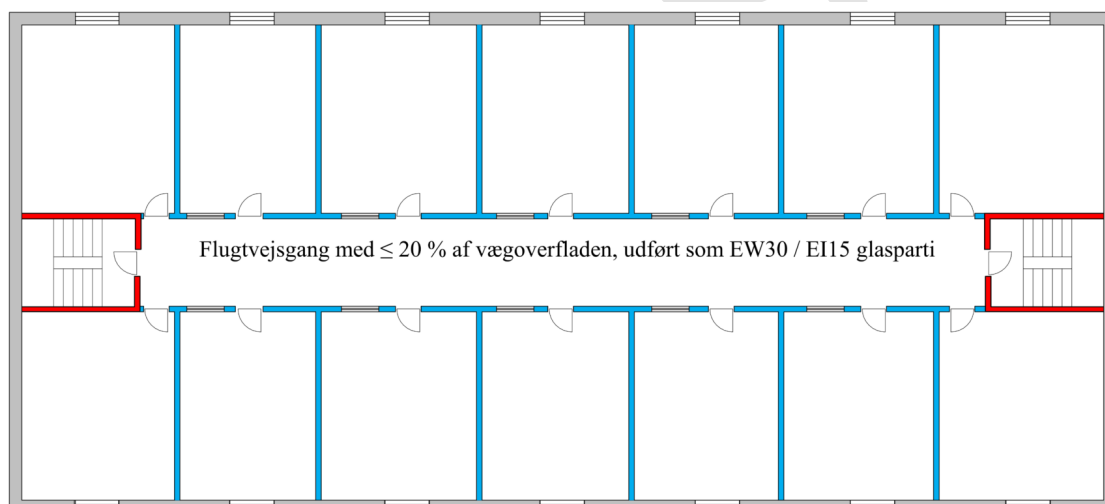 Flugtvejsgang med ≤ 20 % af vægoverfladen, udført som EW30 / EI15 glasparti